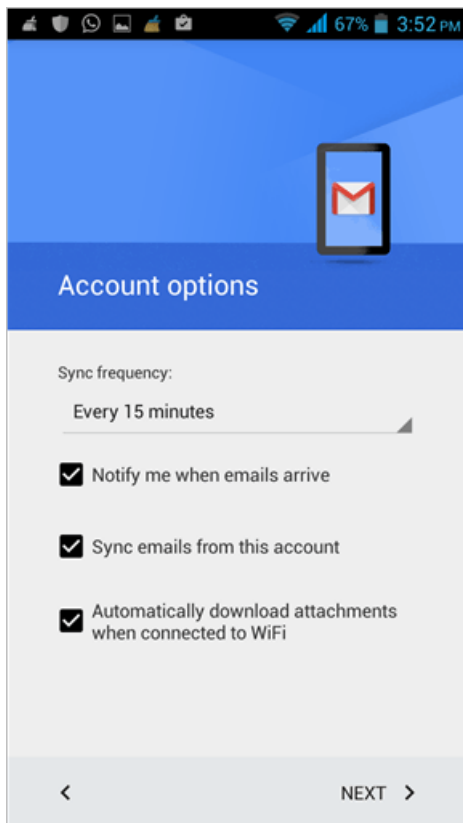 67% 3:52 PM
Account options
Sync frequency:
Every 15 minutes
Notify me when emails arrive
Sync emails from this account
Automatically download attachments
when connected to WiFi
NEXT